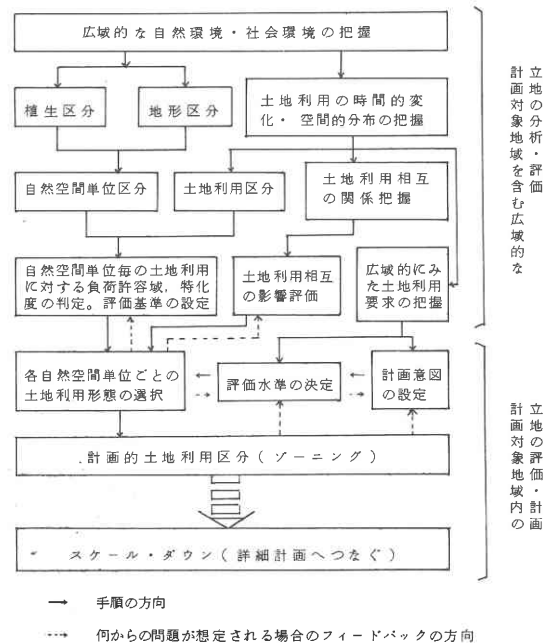 広域的な自然環境・社会環境の把握
植生区分
地形区分
土地利用の時間的変
化・空間的分布の把握
自然空間単位区分
土地利用区分
土地利用相互
の関係把握
自然空間単位毎の土地利用
に対する負荷許容域,特化
度の判定。評価基準の設定
土地利用相互
の影響評価
広域的にみ
た土地利用
要求の把握
各自然空間単位ごとの
土地利用形態の選択
評価水準の決定
計画意図
の設定
計画的土地利用区分(ゾーニング)
スケール・ダウン(詳細計画へつなぐ)
計画対象地域を含む広域的な
立地の分析・評価
計画対象地域内の
立地の評価・計画
→ 手順の方向
⇢ 何からの問題が想定される場合のフィードバックの方向